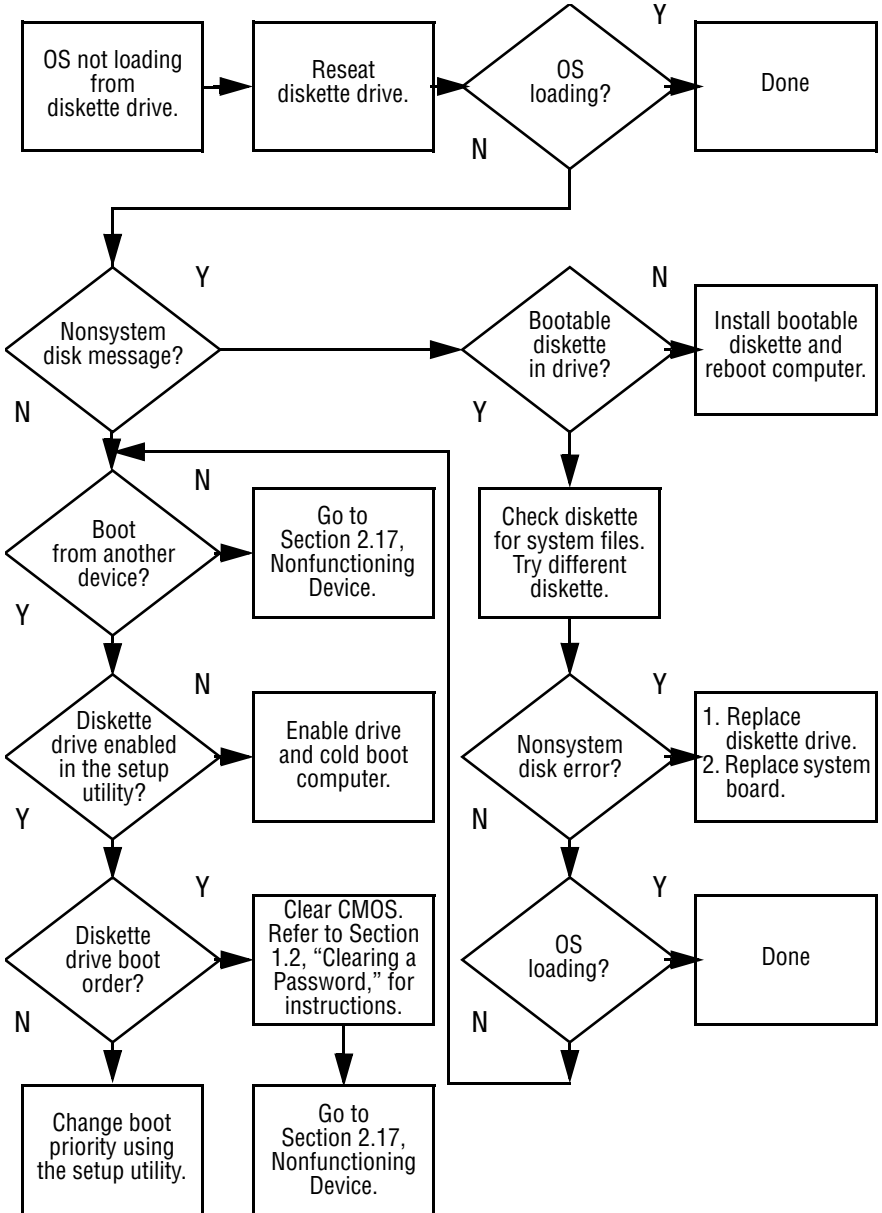 Y
OS not loading
from
diskette drive.
Reseat
diskette drive.
OS
loading?
Done
N
Y
N
Nonsystem
disk message?
Bootable
diskette
in drive?
Install bootable
diskette and
reboot computer.
N
Y
N
Boot
from another
device?
Go to
Section 2.17,
Nonfunctioning
Device.
Check diskette
for system files.
Try different
diskette.
Y
N
Y
Diskette
drive enabled
in the setup
utility?
Enable drive
and cold boot
computer.
Nonsystem
disk error?
1. Replace
diskette drive.
2. Replace system
board.
Y
N
Y
Y
Diskette
drive boot
order?
Clear CMOS.
Refer to Section
1.2, “Clearing a
Password,” for
instructions.
OS
loading?
Done
N
N
Change boot
priority using
the setup utility.
Go to
Section 2.17,
Nonfunctioning
Device.